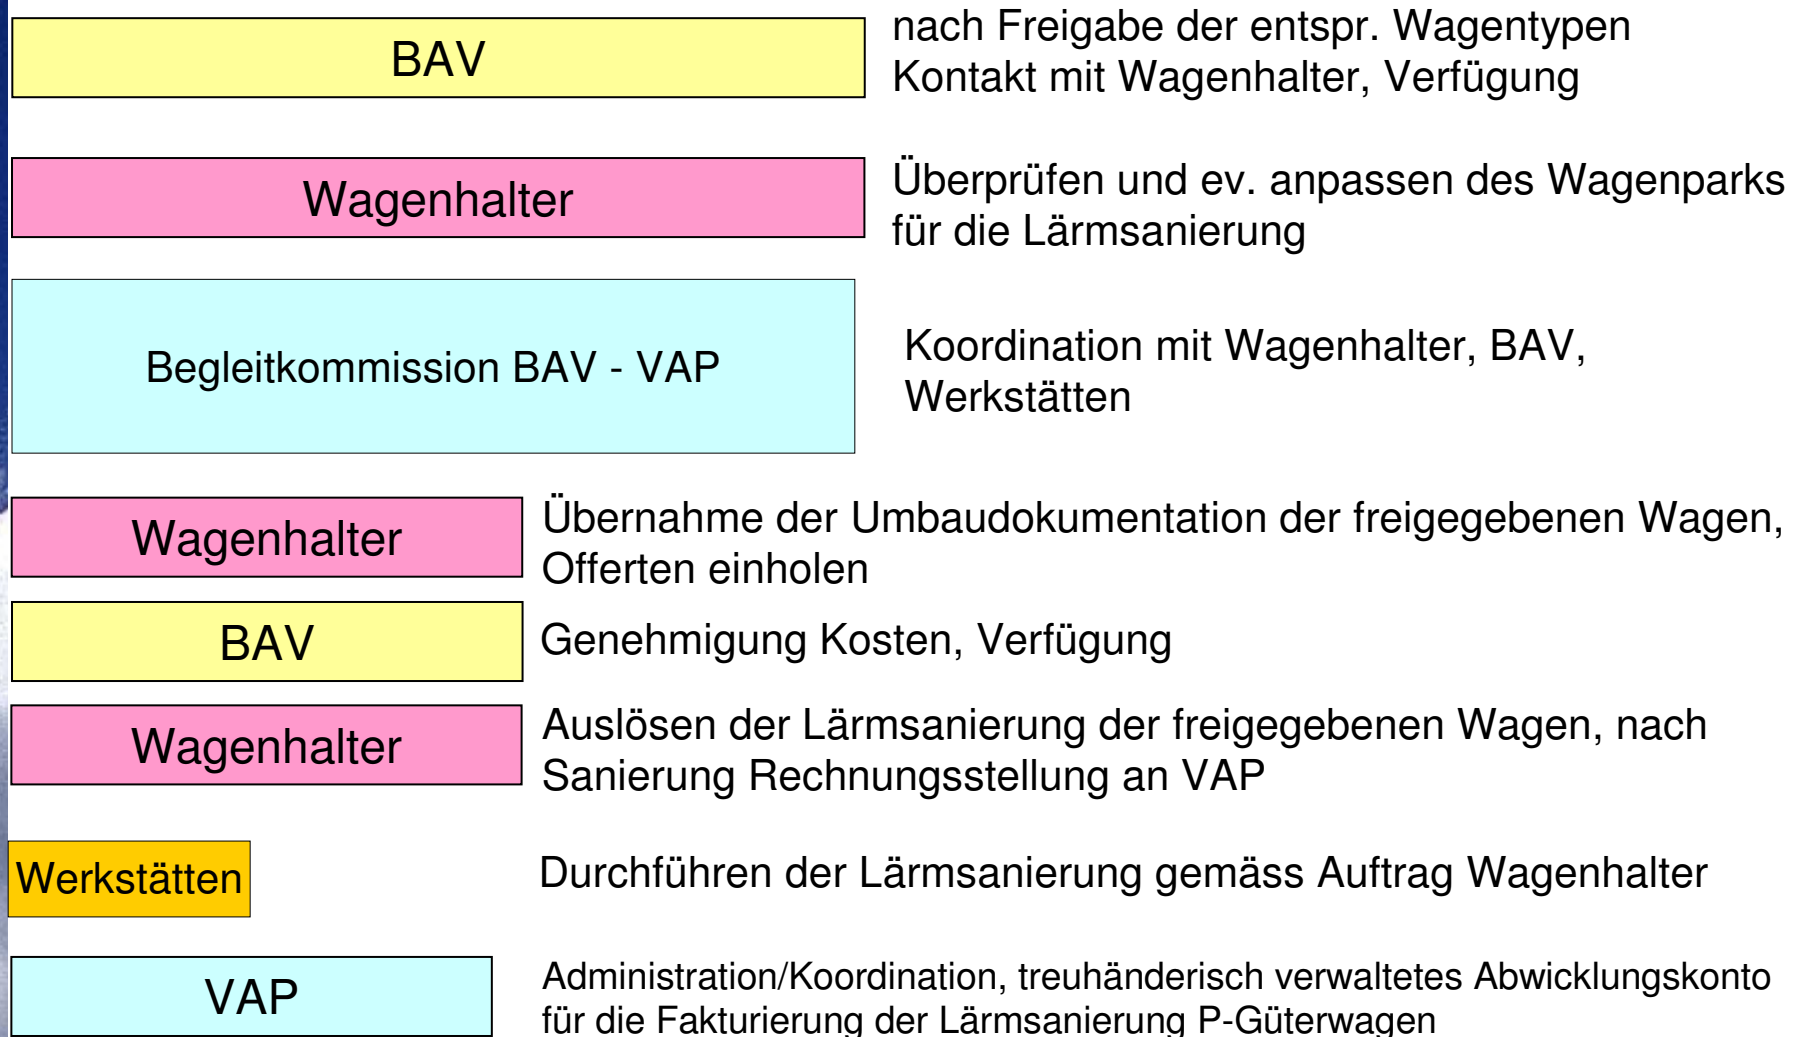 BAV
nach Freigabe der entspr. Wagentypen
Kontakt mit Wagenhalter, Verfügung
Wagenhalter
Überprüfen und ev. anpassen des Wagenparks
für die Lärmsanierung
Begleitkommission BAV - VAP
Koordination mit Wagenhalter, BAV,
Werkstätten
Wagenhalter
Übernahme der Umbaudokumentation der freigegebenen Wagen,
Offerten einholen
BAV
Genehmigung Kosten, Verfügung
Wagenhalter
Auslösen der Lärmsanierung der freigegebenen Wagen, nach
Sanierung Rechnungsstellung an VAP
Werkstätten
Durchführen der Lärmsanierung gemäss Auftrag Wagenhalter
VAP
Administration/Koordination, treuhänderisch verwaltetes Abwicklungskonto
für die Fakturierung der Lärmsanierung P-Güterwagen